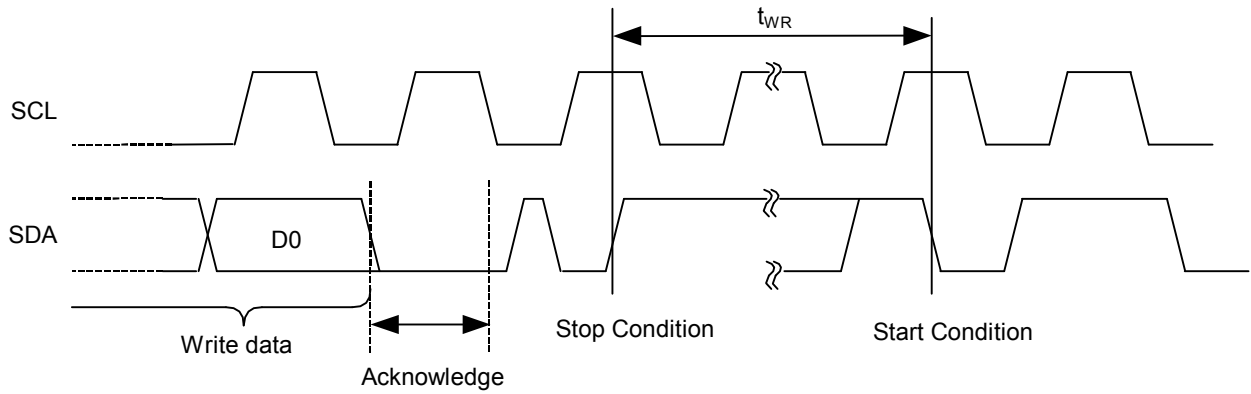 tWR
SCL
SDA
D0
Write data
Acknowledge
Stop Condition
Start Condition